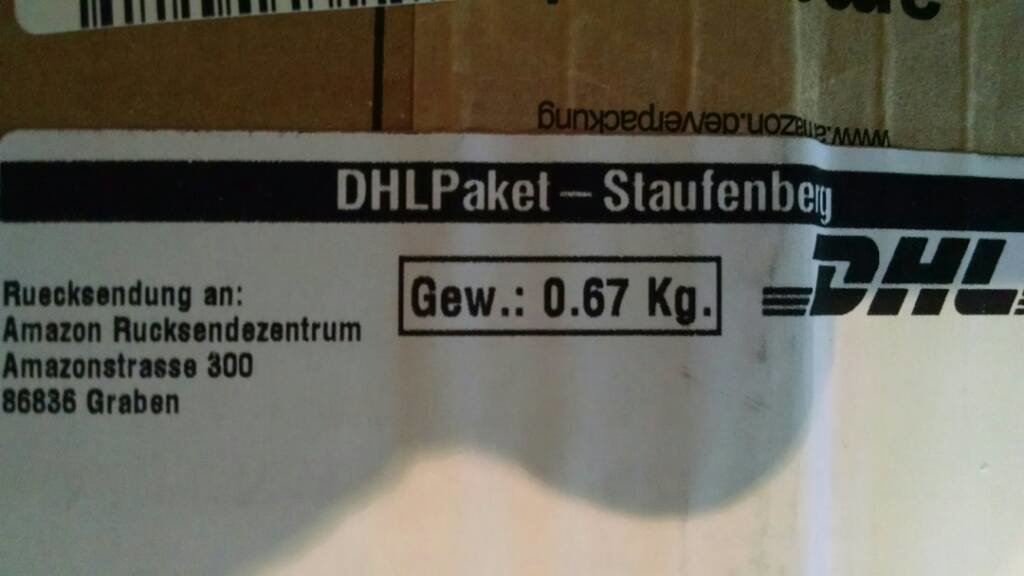 www.amazon.de/verpackung
DHLPaket – Staufenberg
DHL
Gew.: 0.67 Kg.
Ruecksendung an:
Amazon Rucksendezentrum
Amazonstrasse 300
86836 Graben